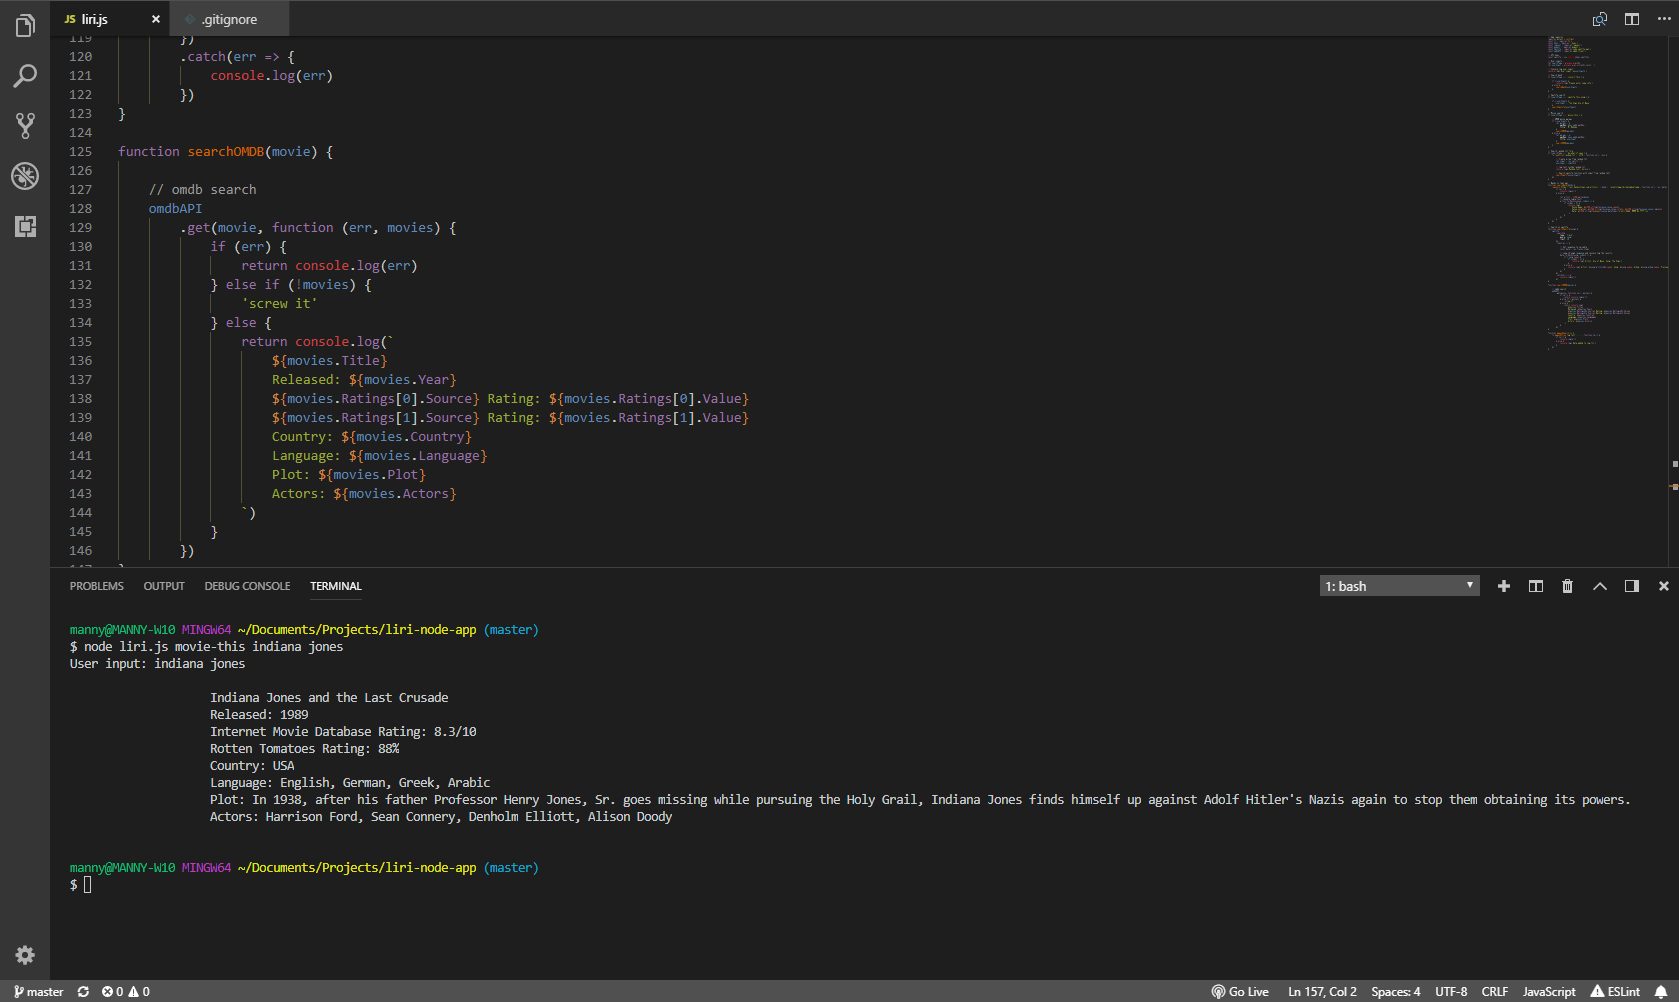 JS liri.js × .gitignore
119 })
120 .catch(err => {
121 console.log(err)
122 })
123 }
124
125 function searchOMDB(movie) {
126
127 // omdb search
128 omdbAPI
129 .get(movie, function (err, movies) {
130 if (err) {
131 return console.log(err)
132 } else if (!movies) {
133 'screw it'
134 } else {
135 return console.log(`
136 ${movies.Title}
137 Released: ${movies.Year}
138 ${movies.Ratings[0].Source} Rating: ${movies.Ratings[0].Value}
139 ${movies.Ratings[1].Source} Rating: ${movies.Ratings[1].Value}
140 Country: ${movies.Country}
141 Language: ${movies.Language}
142 Plot: ${movies.Plot}
143 Actors: ${movies.Actors}
144 `)
145 }
146 })
147 }
PROBLEMS OUTPUT DEBUG CONSOLE TERMINAL 1: bash
manny@MANNY-W10 MINGW64 ~/Documents/Projects/liri-node-app (master)
$ node liri.js movie-this indiana jones
User input: indiana jones
Indiana Jones and the Last Crusade
Released: 1989
Internet Movie Database Rating: 8.3/10
Rotten Tomatoes Rating: 88%
Country: USA
Language: English, German, Greek, Arabic
Plot: In 1938, after his father Professor Henry Jones, Sr. goes missing while pursuing the Holy Grail, Indiana Jones finds himself up against Adolf Hitler's Nazis again to stop them obtaining its powers.
Actors: Harrison Ford, Sean Connery, Denholm Elliott, Alison Doody
manny@MANNY-W10 MINGW64 ~/Documents/Projects/liri-node-app (master)
$
master 0 0 Go Live Ln 157, Col 2 Spaces: 4 UTF-8 CRLF JavaScript ESLint